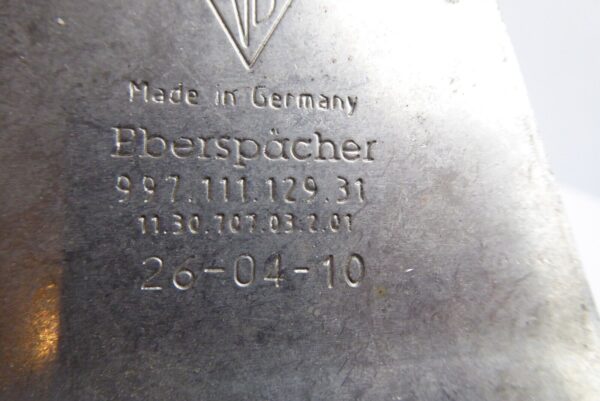 Made in Germany
Eberspächer
997.111.129.31
11.30.707.03.2.01
26-04-10